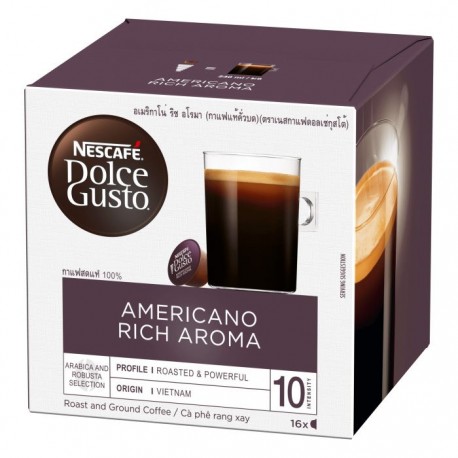 AMERICANO
RICH AROMA
อเมริกาโน่ ริช อโรมา (กาแฟแท้คั่วบด)(ตราเนสกาแฟดอลเช่กุสโต้)
NESCAFÉ
Dolce
Gusto
NESCAFÉ
Dolce
Gusto
กาแฟสดแท้ 100%
SERVING SUGGESTION
AMERICANO
RICH AROMA
ARABICA AND
ROBUSTA
SELECTION
PROFILE | ROASTED & POWERFUL
ORIGIN | VIETNAM
10
INTENSITY
Roast and Ground Coffee / Cà phê rang xay
16x